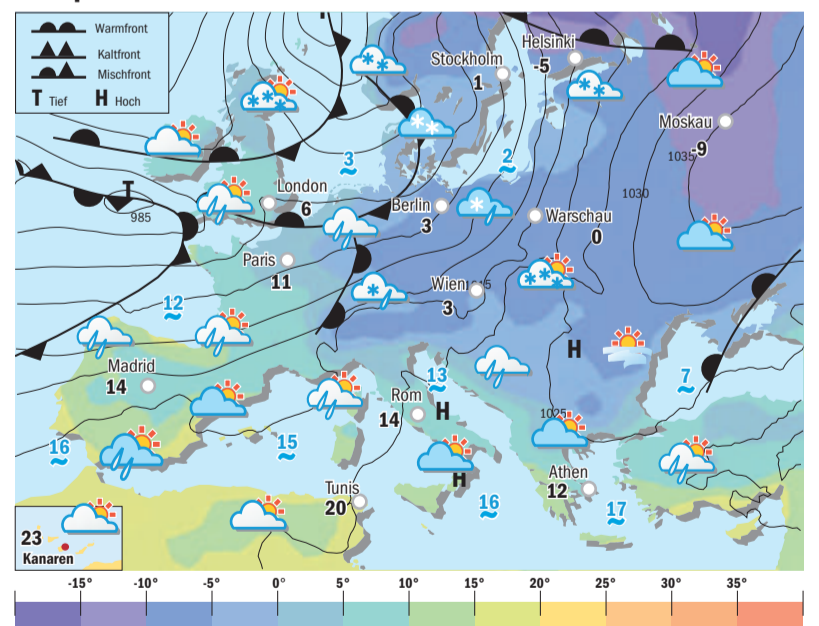 Warmfront
Kaltfront
Mischfront
T Tief H Hoch
Helsinki
-5
Stockholm
1
Moskau
-9
1035
3
2
1030
T
985
London
6
Berlin
3
Warschau
0
Paris
11
Wien
15
3
12
H
Madrid
14
13
7
Rom
14
H
1025
16
15
H
Athen
12
Tunis
20
16
17
23
Kanaren
-15° -10° -5° 0° 5° 10° 15° 20° 25° 30° 35°